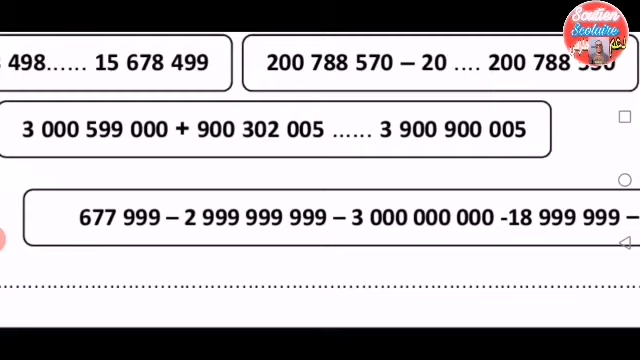 Soutien
Scolaire
498...... 15 678 499
200 788 570 – 20 .... 200 788
3 000 599 000 + 900 302 005 ...... 3 900 900 005
677 999 – 2 999 999 999 – 3 000 000 000 -18 999 999 –